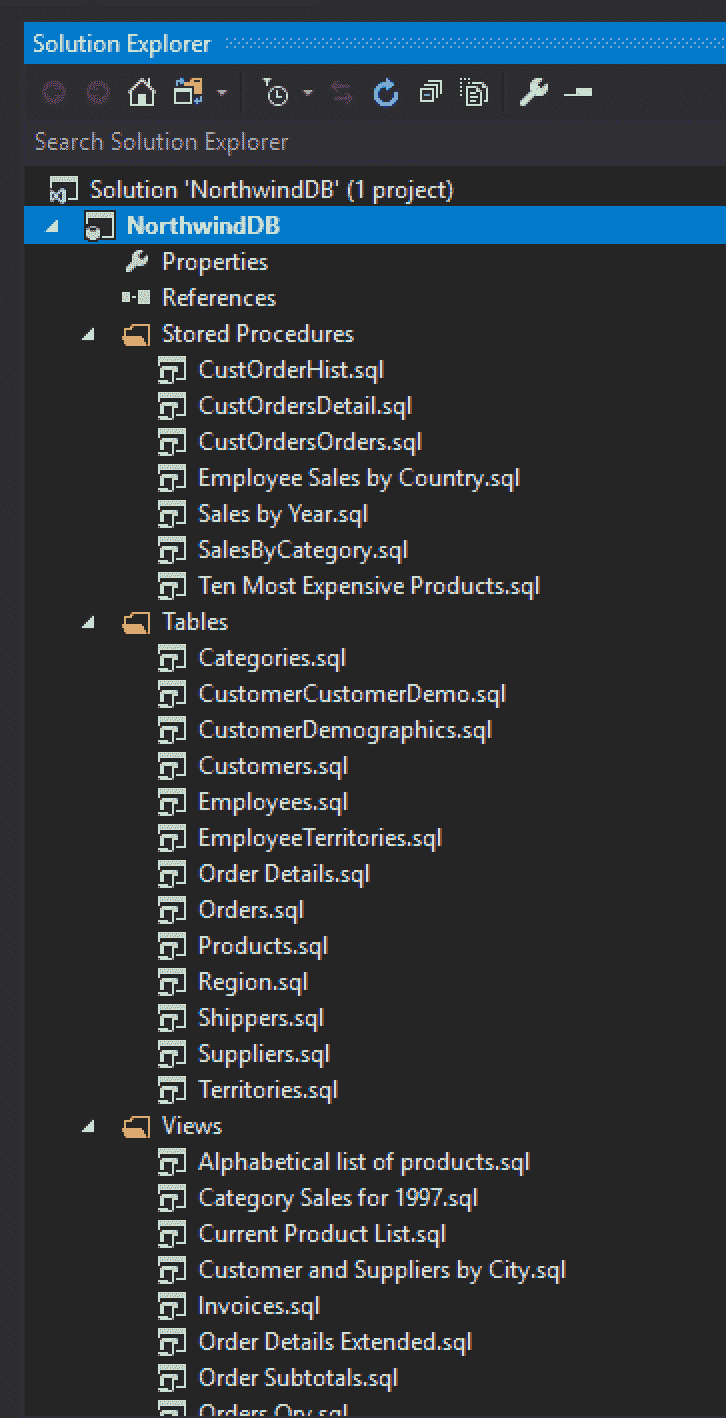 Solution Explorer
Search Solution Explorer
Solution 'NorthwindDB' (1 project)
NorthwindDB
Properties
References
Stored Procedures
CustOrderHist.sql
CustOrdersDetail.sql
CustOrdersOrders.sql
Employee Sales by Country.sql
Sales by Year.sql
SalesByCategory.sql
Ten Most Expensive Products.sql
Tables
Categories.sql
CustomerCustomerDemo.sql
CustomerDemographics.sql
Customers.sql
Employees.sql
EmployeeTerritories.sql
Order Details.sql
Orders.sql
Products.sql
Region.sql
Shippers.sql
Suppliers.sql
Territories.sql
Views
Alphabetical list of products.sql
Category Sales for 1997.sql
Current Product List.sql
Customer and Suppliers by City.sql
Invoices.sql
Order Details Extended.sql
Order Subtotals.sql
Orders Qry.sql